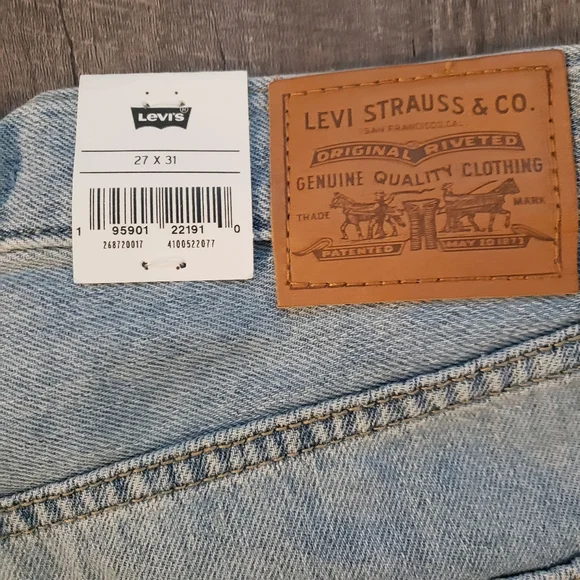 LEVI'S®
27 X 31
1 95901 22191 0
268720017 4100522077
LEVI STRAUSS & CO.
SAN FRANCISCO, CAL.
ORIGINAL RIVETED
GENUINE QUALITY CLOTHING
TRADE MARK
PATENTED MAY 20 1873